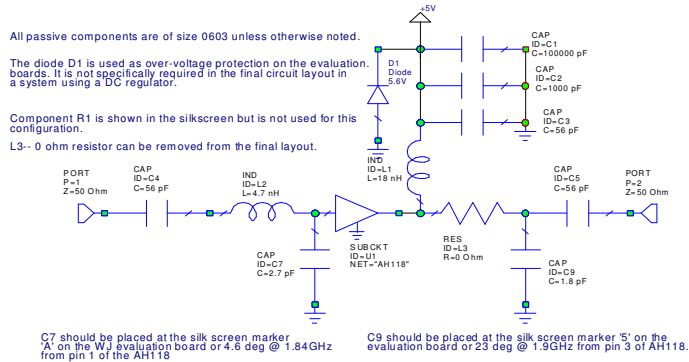 +5V
All passive components are of size 0603 unless otherwise noted.
The diode D1 is used as over-voltage protection on the evaluation.
boards. It is not specifically required in the final circuit layout in
a system using a DC regulator.
Component R1 is shown in the silkscreen but is not used for this
configuration.
L3-- 0 ohm resistor can be removed from the final layout.
D1
Diode
5.6V
CAP
ID=C1
C=100000 pF
CAP
ID=C2
C=1000 pF
CAP
ID=C3
C=56 pF
IND
ID=L1
L=18 nH
PORT
P=1
Z=50 Ohm
CAP
ID=C4
C=56 pF
IND
ID=L2
L=4.7 nH
CAP
ID=C7
C=2.7 pF
SUBCKT
ID=U1
NET="AH118"
RES
ID=L3
R=0 Ohm
CAP
ID=C5
C=56 pF
PORT
P=2
Z=50 Ohm
CAP
ID=C9
C=1.8 pF
C7 should be placed at the silk screen marker
'A' on the WJ evaluation board or 4.6 deg @ 1.84GHz
from pin 1 of the AH118
C9 should be placed at the silk screen marker '5' on the
evaluation board or 23 deg @ 1.9GHz from pin 3 of AH118.